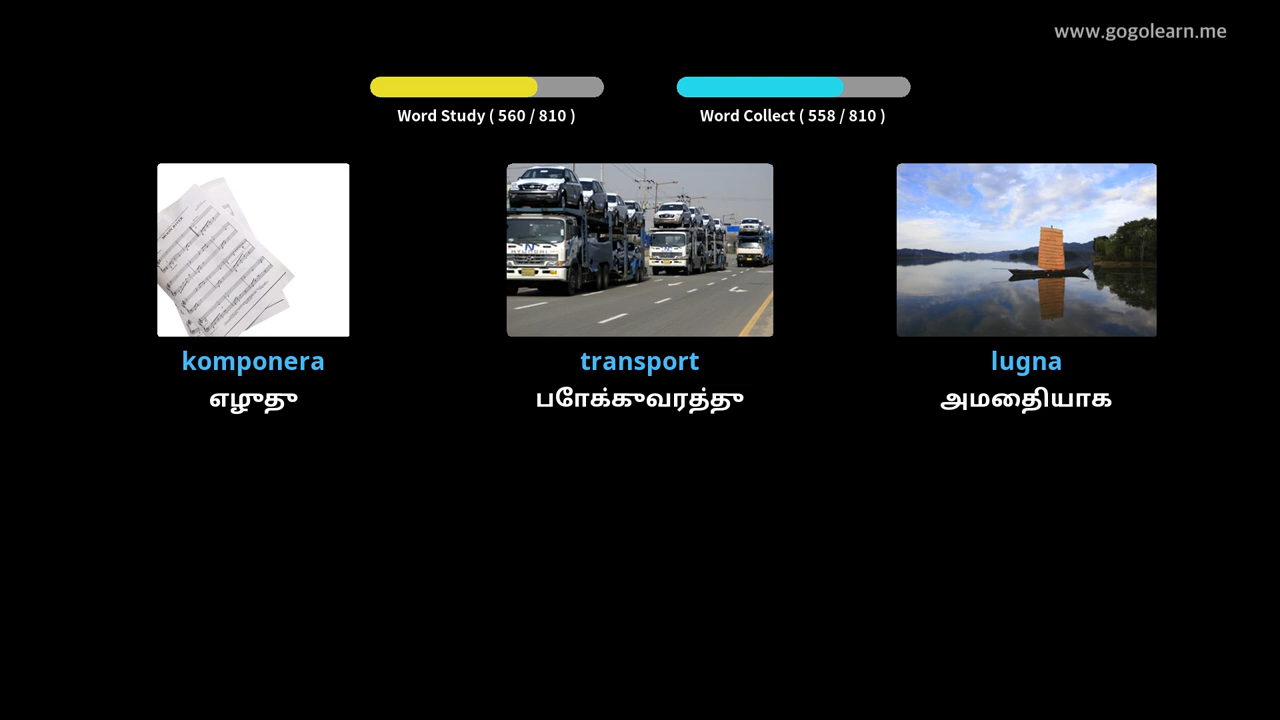 www.gogolearn.me
Word Study ( 560 / 810 )
Word Collect ( 558 / 810 )
komponera
transport
lugna
எழுது
போக்குவரத்து
அமைதியாக